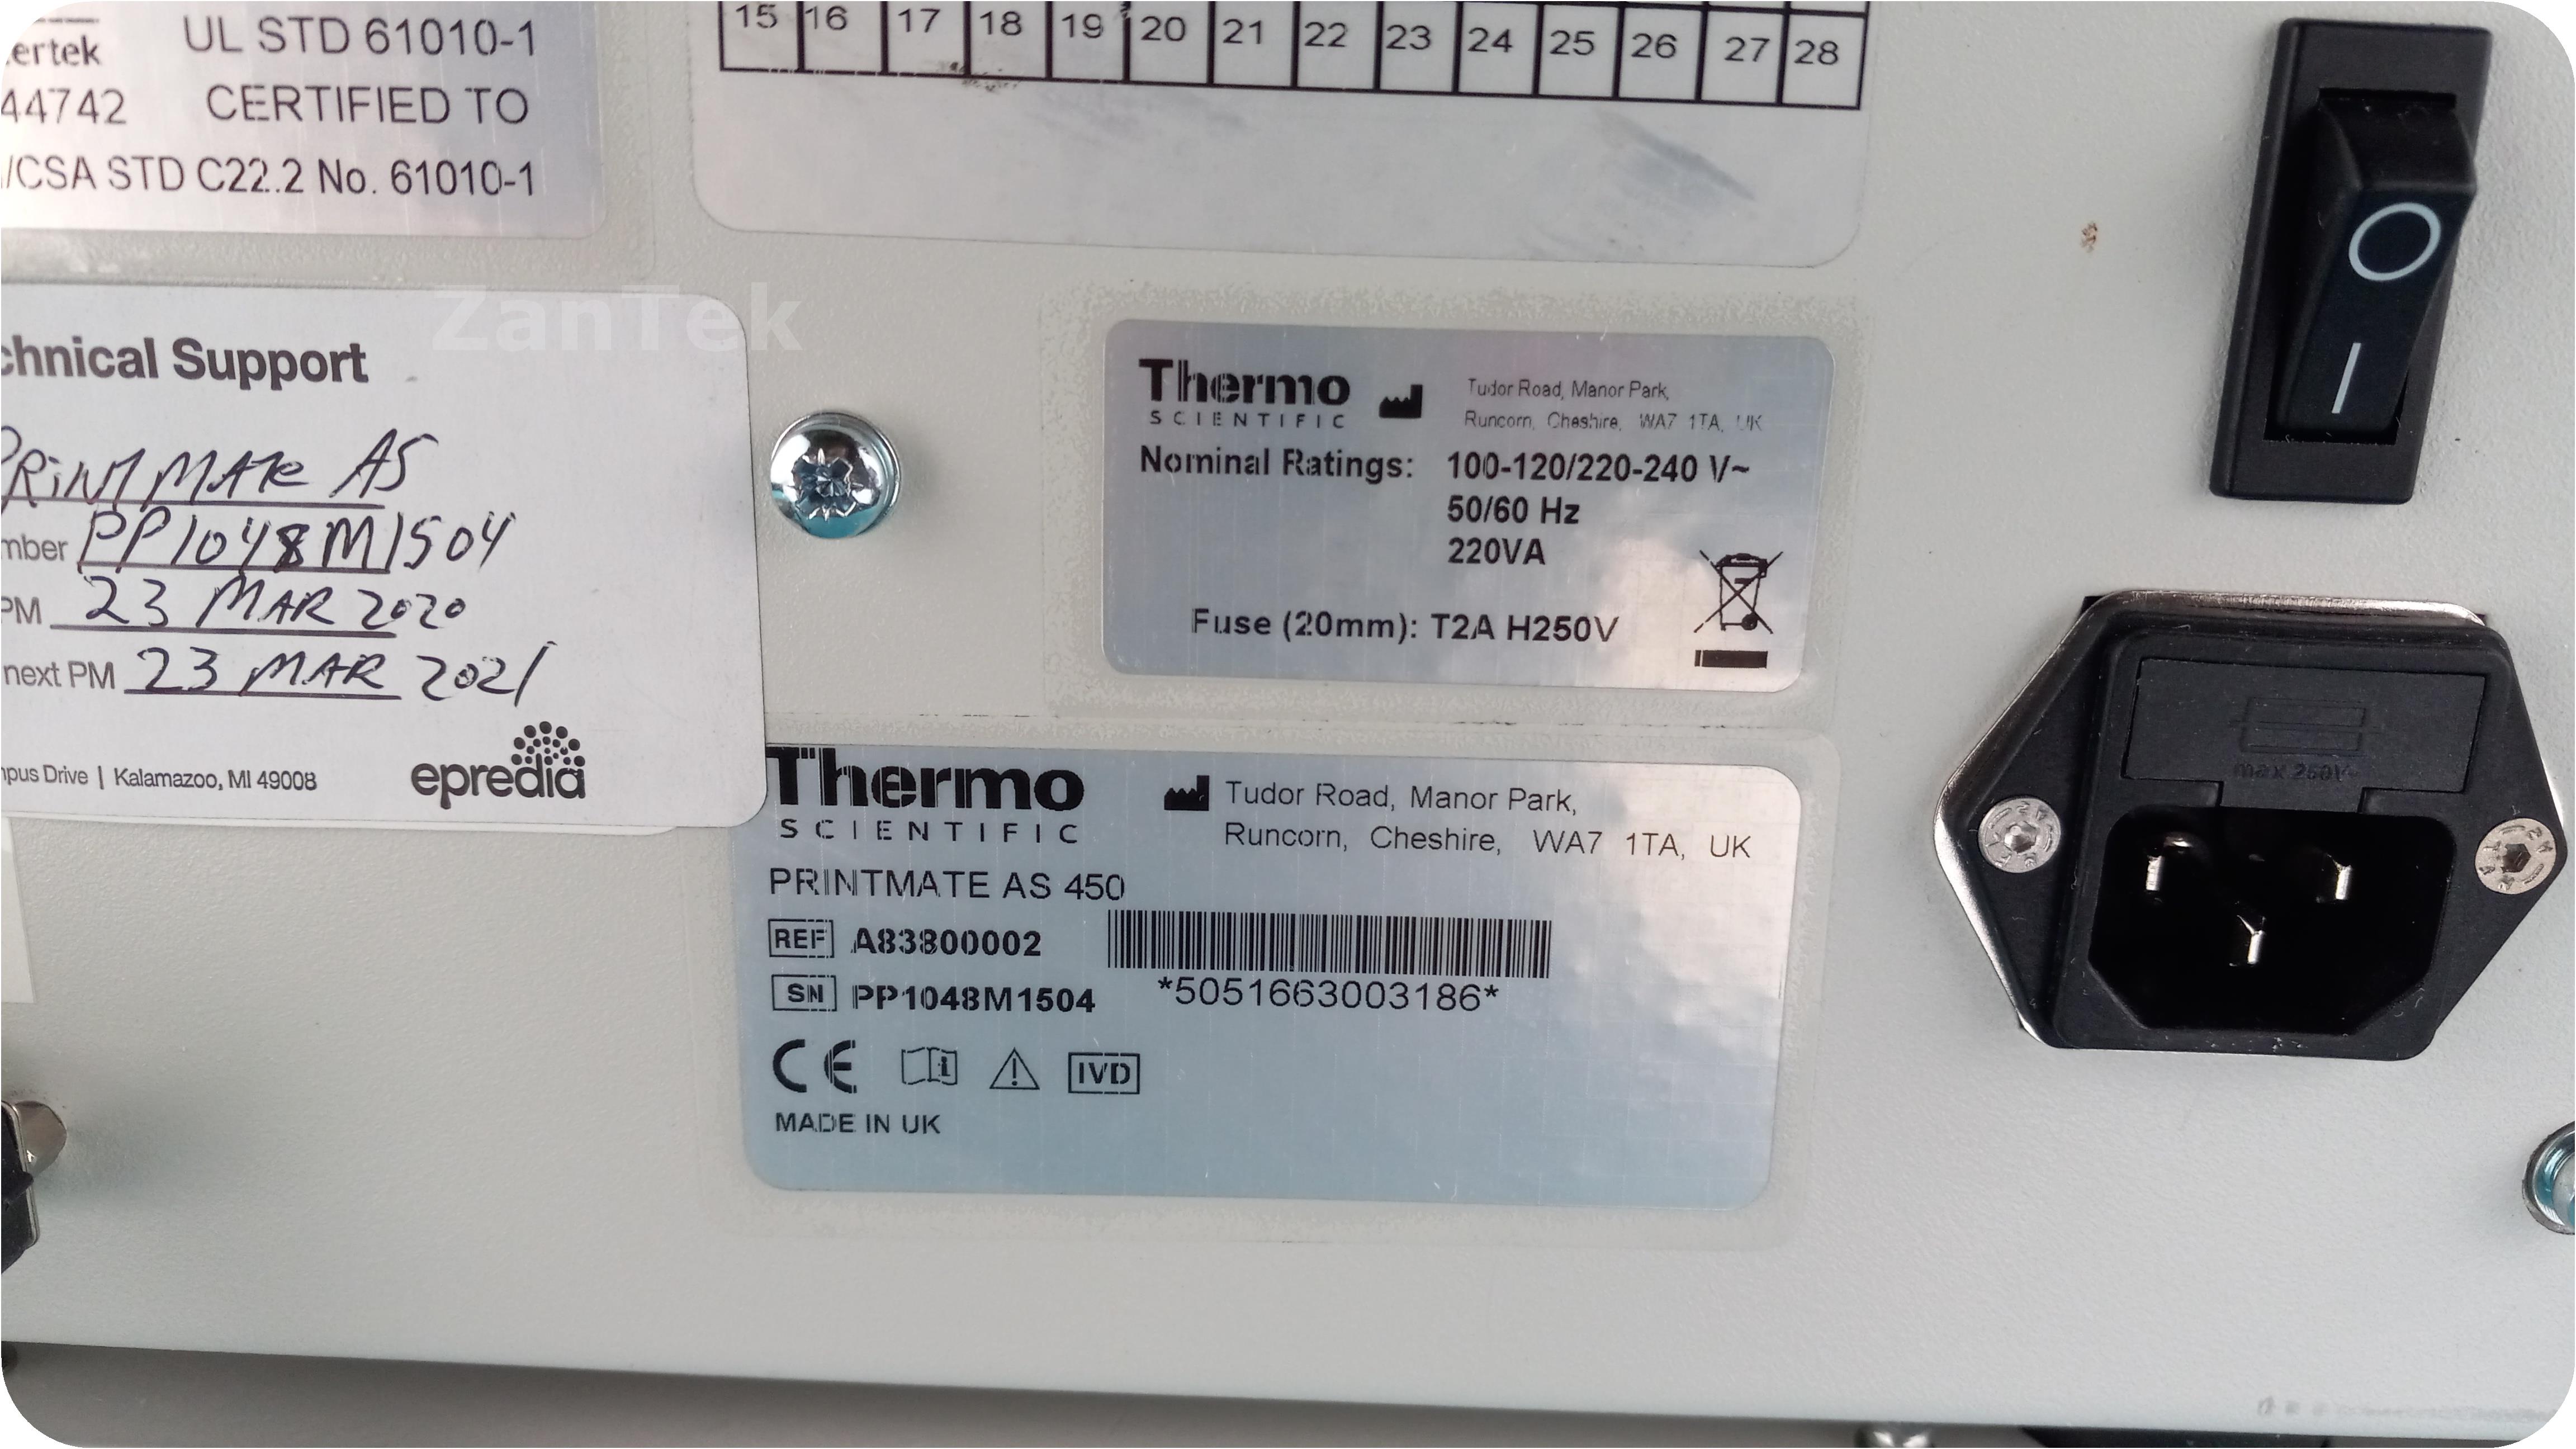 ertek UL STD 61010-1
44742 CERTIFIED TO
/CSA STD C22.2 No. 61010-1
15 16 17 18 19 20 21 22 23 24 25 26 27 28
ZanTek
chnical Support
PRINTMATE AS
mber PP1048M1504
PM 23 MAR 2020
next PM 23 MAR 2021
mpus Drive | Kalamazoo, MI 49008
epredia
Thermo
SCIENTIFIC
Tudor Road, Manor Park,
Runcorn, Cheshire, WA7 1TA, UK
Nominal Ratings: 100-120/220-240 V~
50/60 Hz
220VA
Fuse (20mm): T2A H250V
Thermo
SCIENTIFIC
Tudor Road, Manor Park,
Runcorn, Cheshire, WA7 1TA, UK
PRINTMATE AS 450
REF A83800002
SN PP1048M1504
*5051663003186*
CE
IVD
MADE IN UK
max 250V~